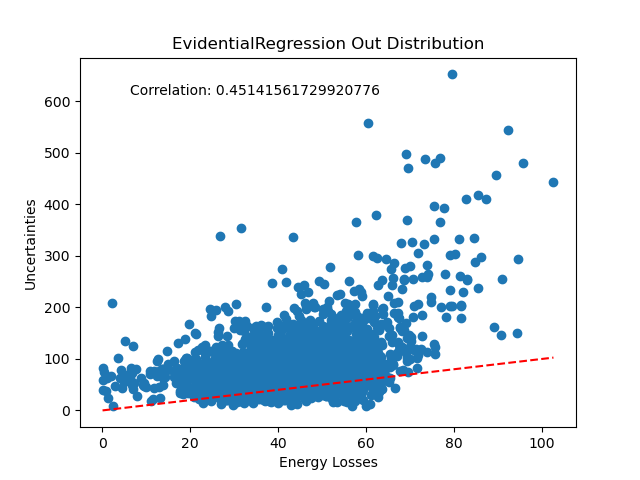 EvidentialRegression Out Distribution
Correlation: 0.45141561729920776
600
500
400
300
200
100
0
Uncertainties
0 20 40 60 80 100
Energy Losses